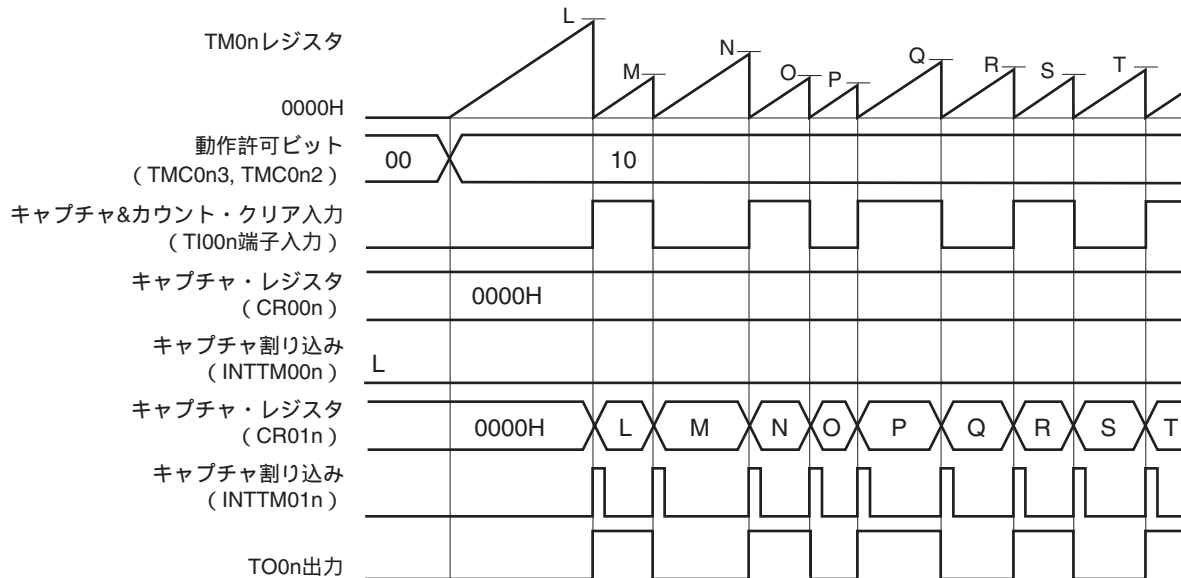 L
M
N
O
P
Q
R
S
T
TM0nレジスタ
0000H
動作許可ビット
(TMC0n3, TMC0n2)
00
10
キャプチャ&カウント・クリア入力
(TI00n端子入力)
キャプチャ・レジスタ
(CR00n)
0000H
キャプチャ割り込み
(INTTM00n)
L
キャプチャ・レジスタ
(CR01n)
0000H
L
M
N
O
P
Q
R
S
T
キャプチャ割り込み
(INTTM01n)
TO0n出力